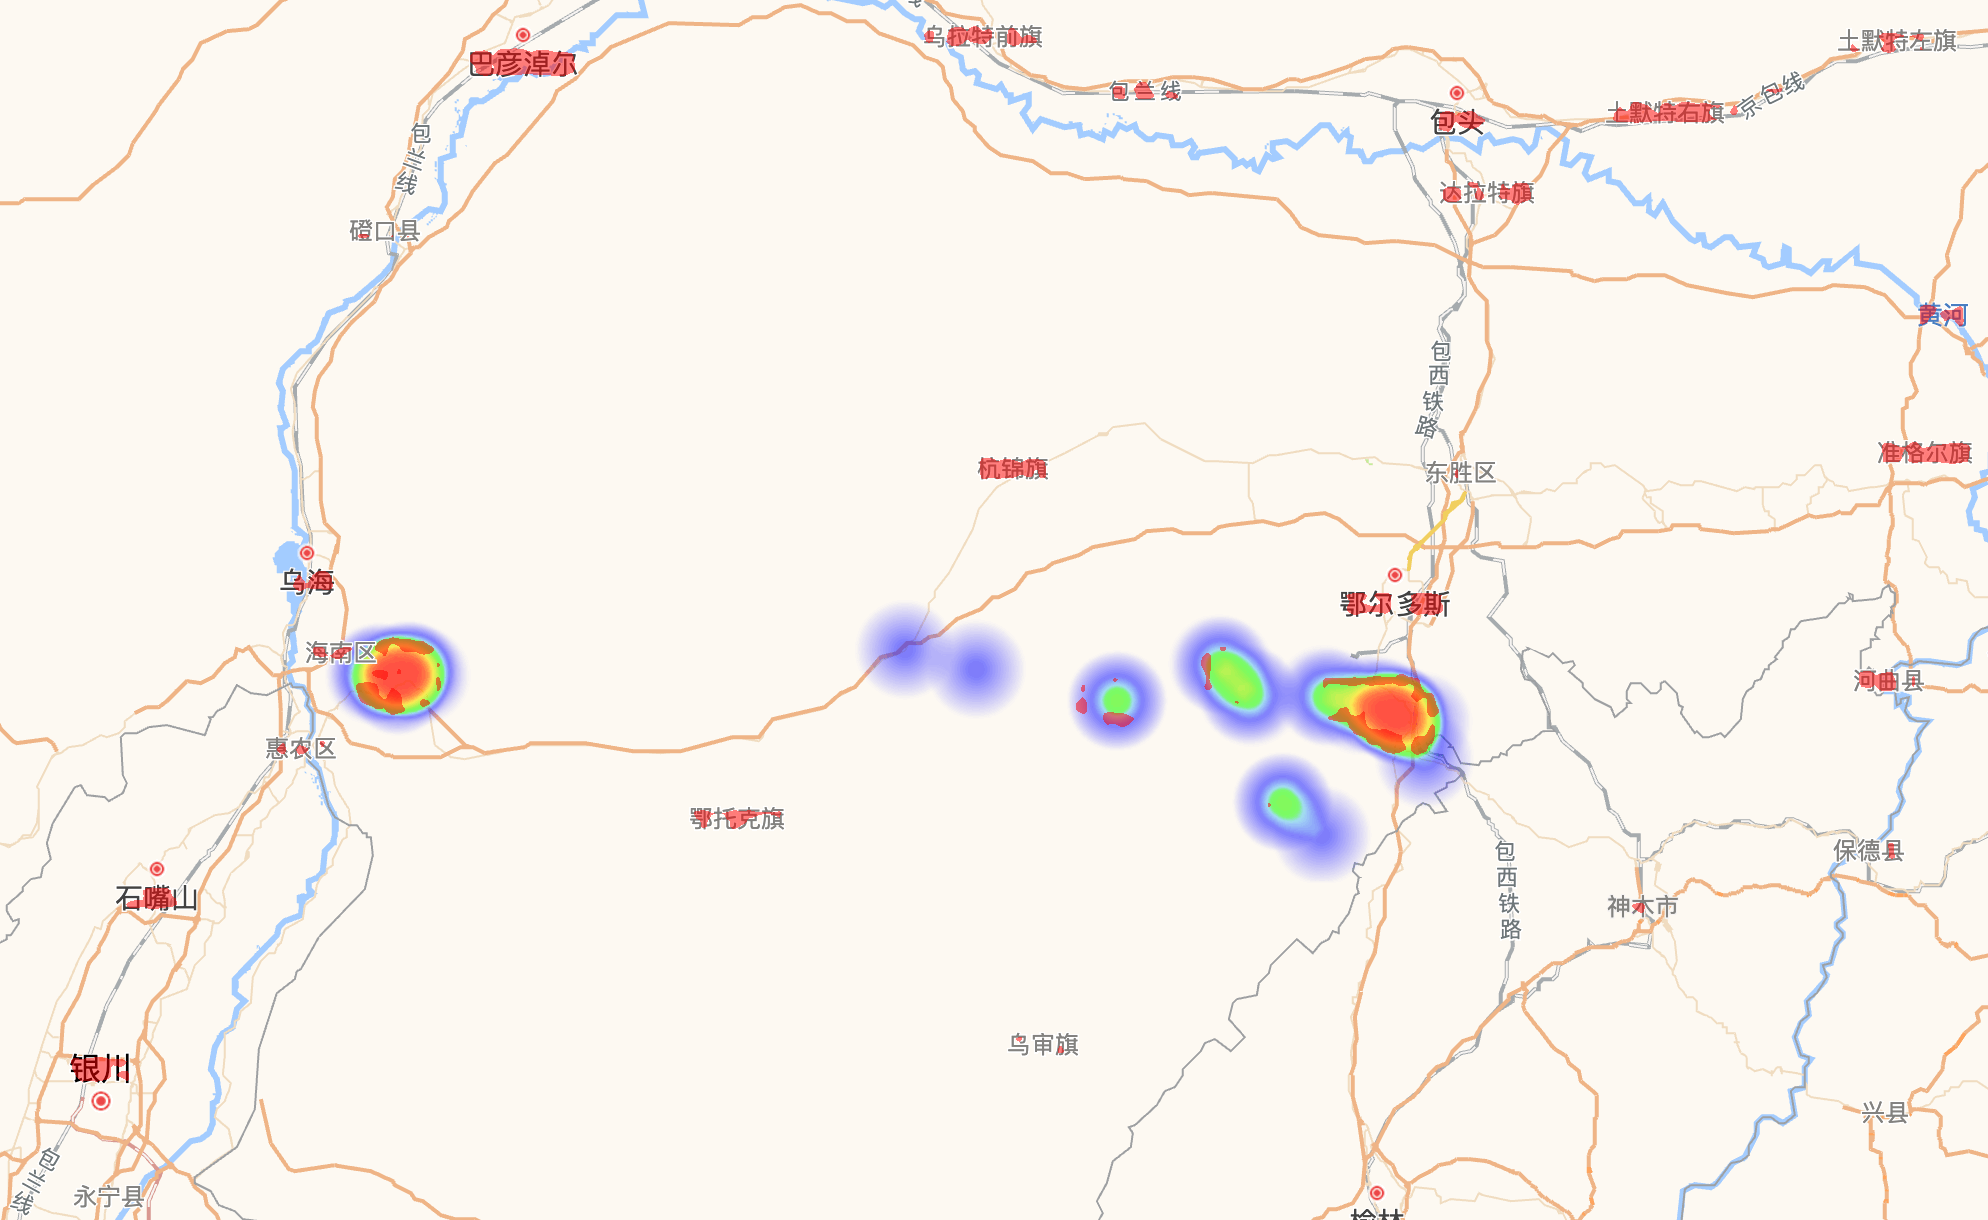 乌拉特前旗
土默特左旗
巴彦淖尔
包兰线
京包线
土默特右旗
包头
包兰线
达拉特旗
磴口县
黄河
包西铁路
准格尔旗
杭锦旗
东胜区
乌海
鄂尔多斯
海南区
河曲县
惠农区
鄂托克旗
保德县
包西铁路
石嘴山
神木市
乌审旗
银川
兴县
包兰线
永宁县
榆林